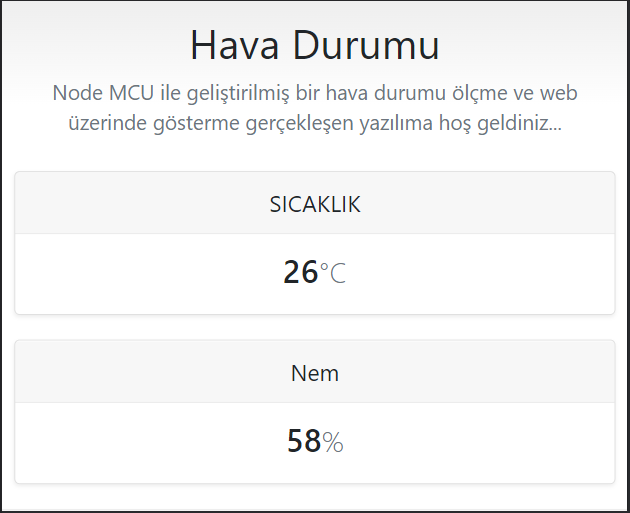 Hava Durumu
Node MCU ile geliştirilmiş bir hava durumu ölçme ve web
üzerinde gösterme gerçekleşen yazılıma hoş geldiniz...
SICAKLIK
26°C
Nem
58%